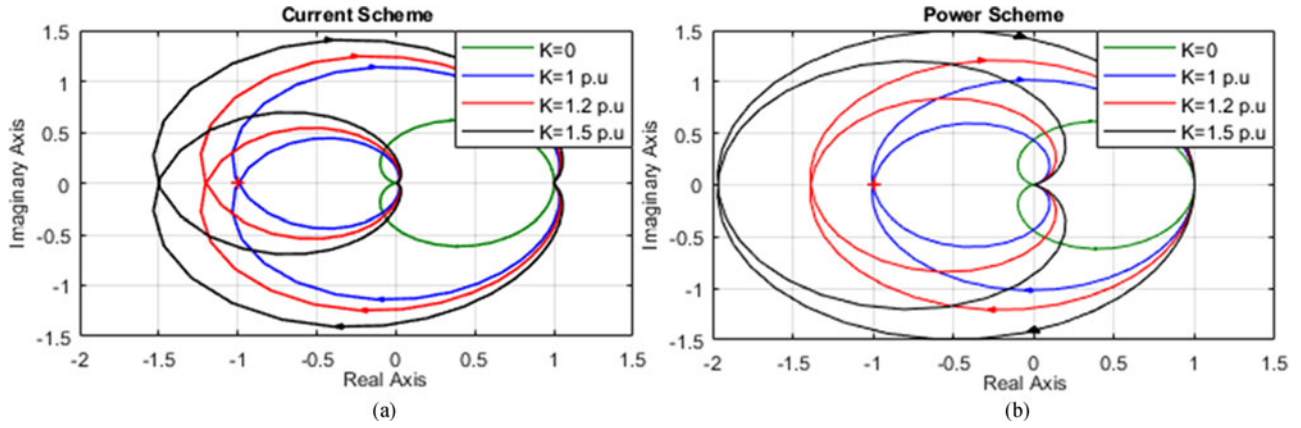 Current Scheme
1.5
1
0.5
0
-0.5
-1
-1.5
Imaginary Axis
K=0
K=1 p.u
K=1.2 p.u
K=1.5 p.u
-2 -1.5 -1 -0.5 0 0.5 1 1.5
Real Axis
(a)
Power Scheme
1.5
1
0.5
0
-0.5
-1
-1.5
Imaginary Axis
K=0
K=1 p.u
K=1.2 p.u
K=1.5 p.u
-2 -1.5 -1 -0.5 0 0.5 1 1.5
Real Axis
(b)